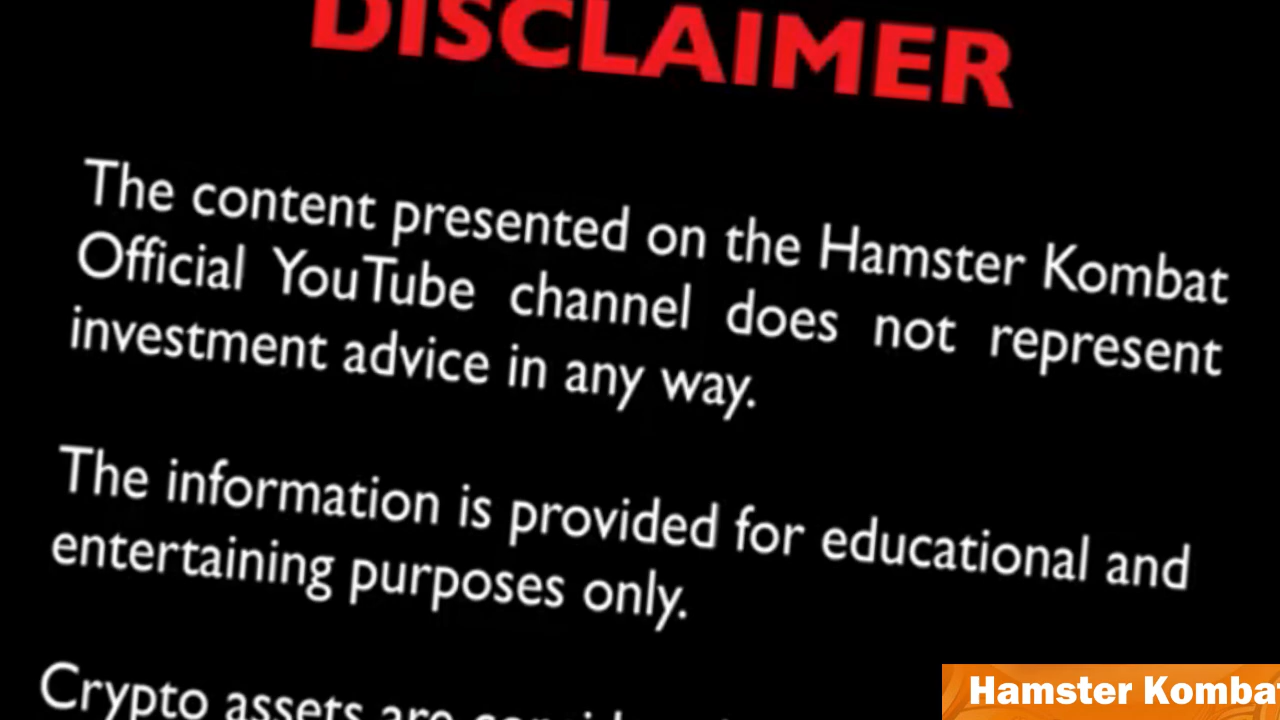 DISCLAIMER
The content presented on the Hamster Kombat
Official YouTube channel does not represent
investment advice in any way.
The information is provided for educational and
entertaining purposes only.
Crypto assets are
Hamster Kombat